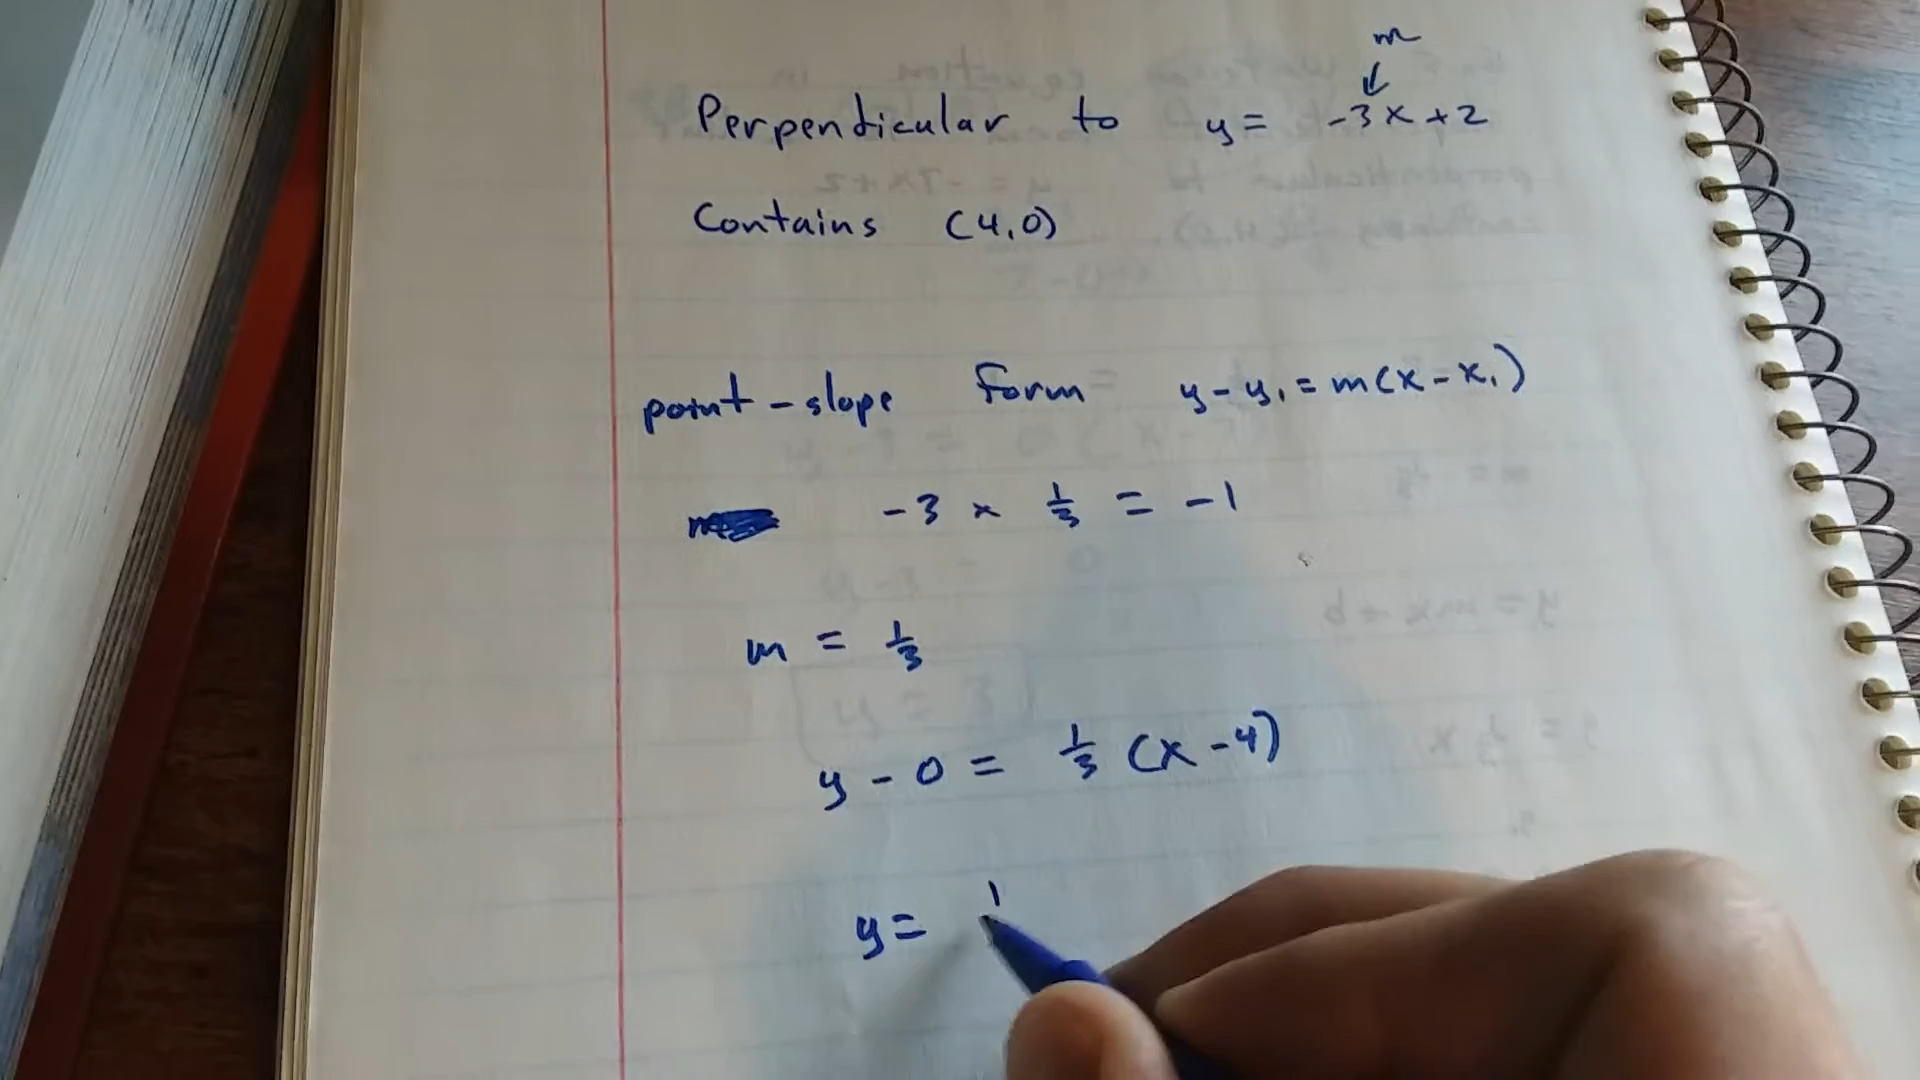 m
Perpendicular to y = -3x+2
Contains (4,0)
point-slope form y-y₁=m(x-x₁)
-3 × 1/3 = -1
m = 1/3
y-0 = 1/3 (x-4)
y= 1